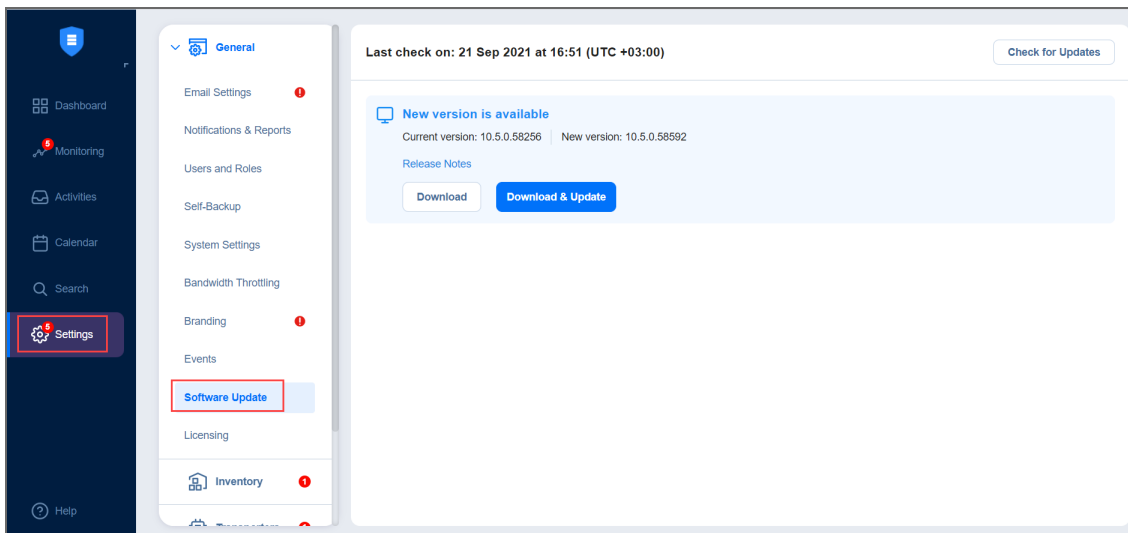 Dashboard
5
Monitoring
Activities
Calendar
Search
5
Settings
Help
General
Email Settings !
Notifications & Reports
Users and Roles
Self-Backup
System Settings
Bandwidth Throttling
Branding !
Events
Software Update
Licensing
Inventory 1
Last check on: 21 Sep 2021 at 16:51 (UTC +03:00)
Check for Updates
New version is available
Current version: 10.5.0.58256 New version: 10.5.0.58592
Release Notes
Download Download & Update